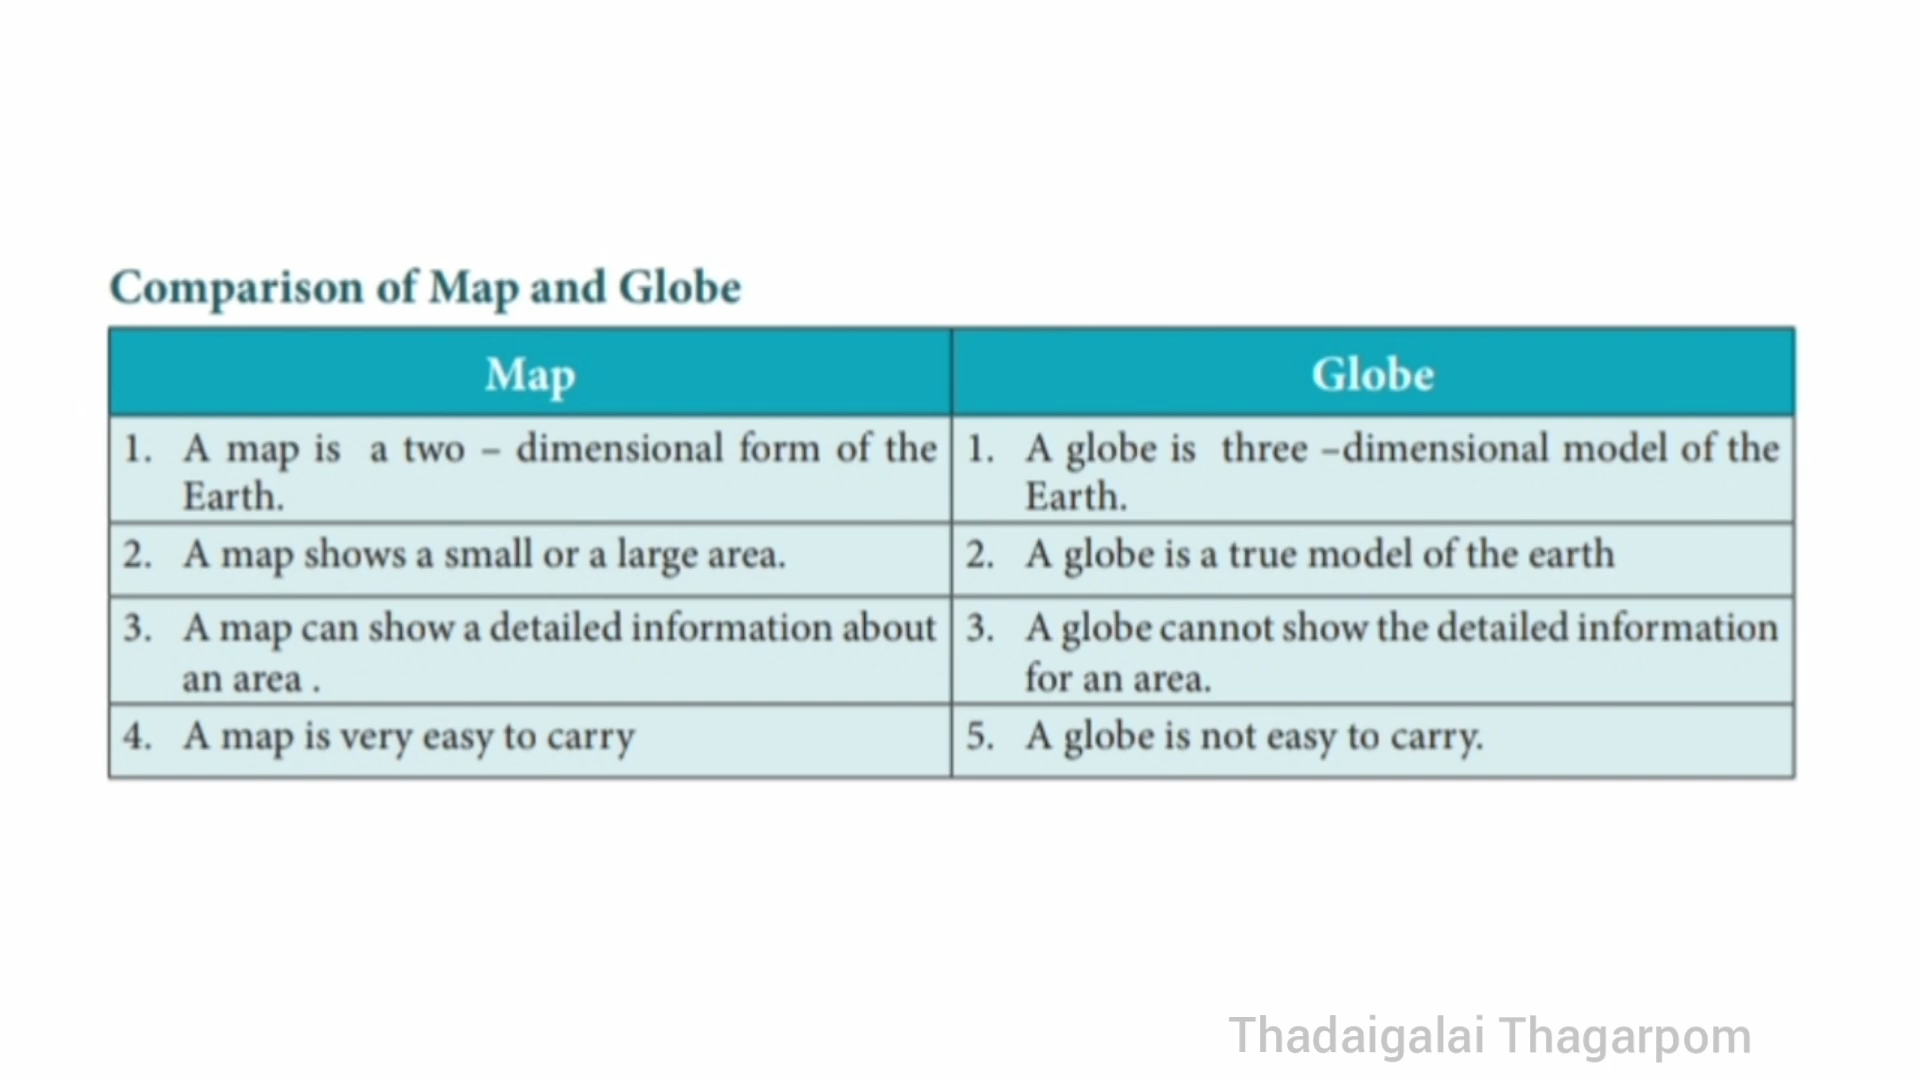 Comparison of Map and Globe
Map
Globe
1. A map is a two – dimensional form of the
Earth.
1. A globe is three –dimensional model of the
Earth.
2. A map shows a small or a large area.
2. A globe is a true model of the earth
3. A map can show a detailed information about
an area .
3. A globe cannot show the detailed information
for an area.
4. A map is very easy to carry
5. A globe is not easy to carry.
Thadaigalai Thagarpom